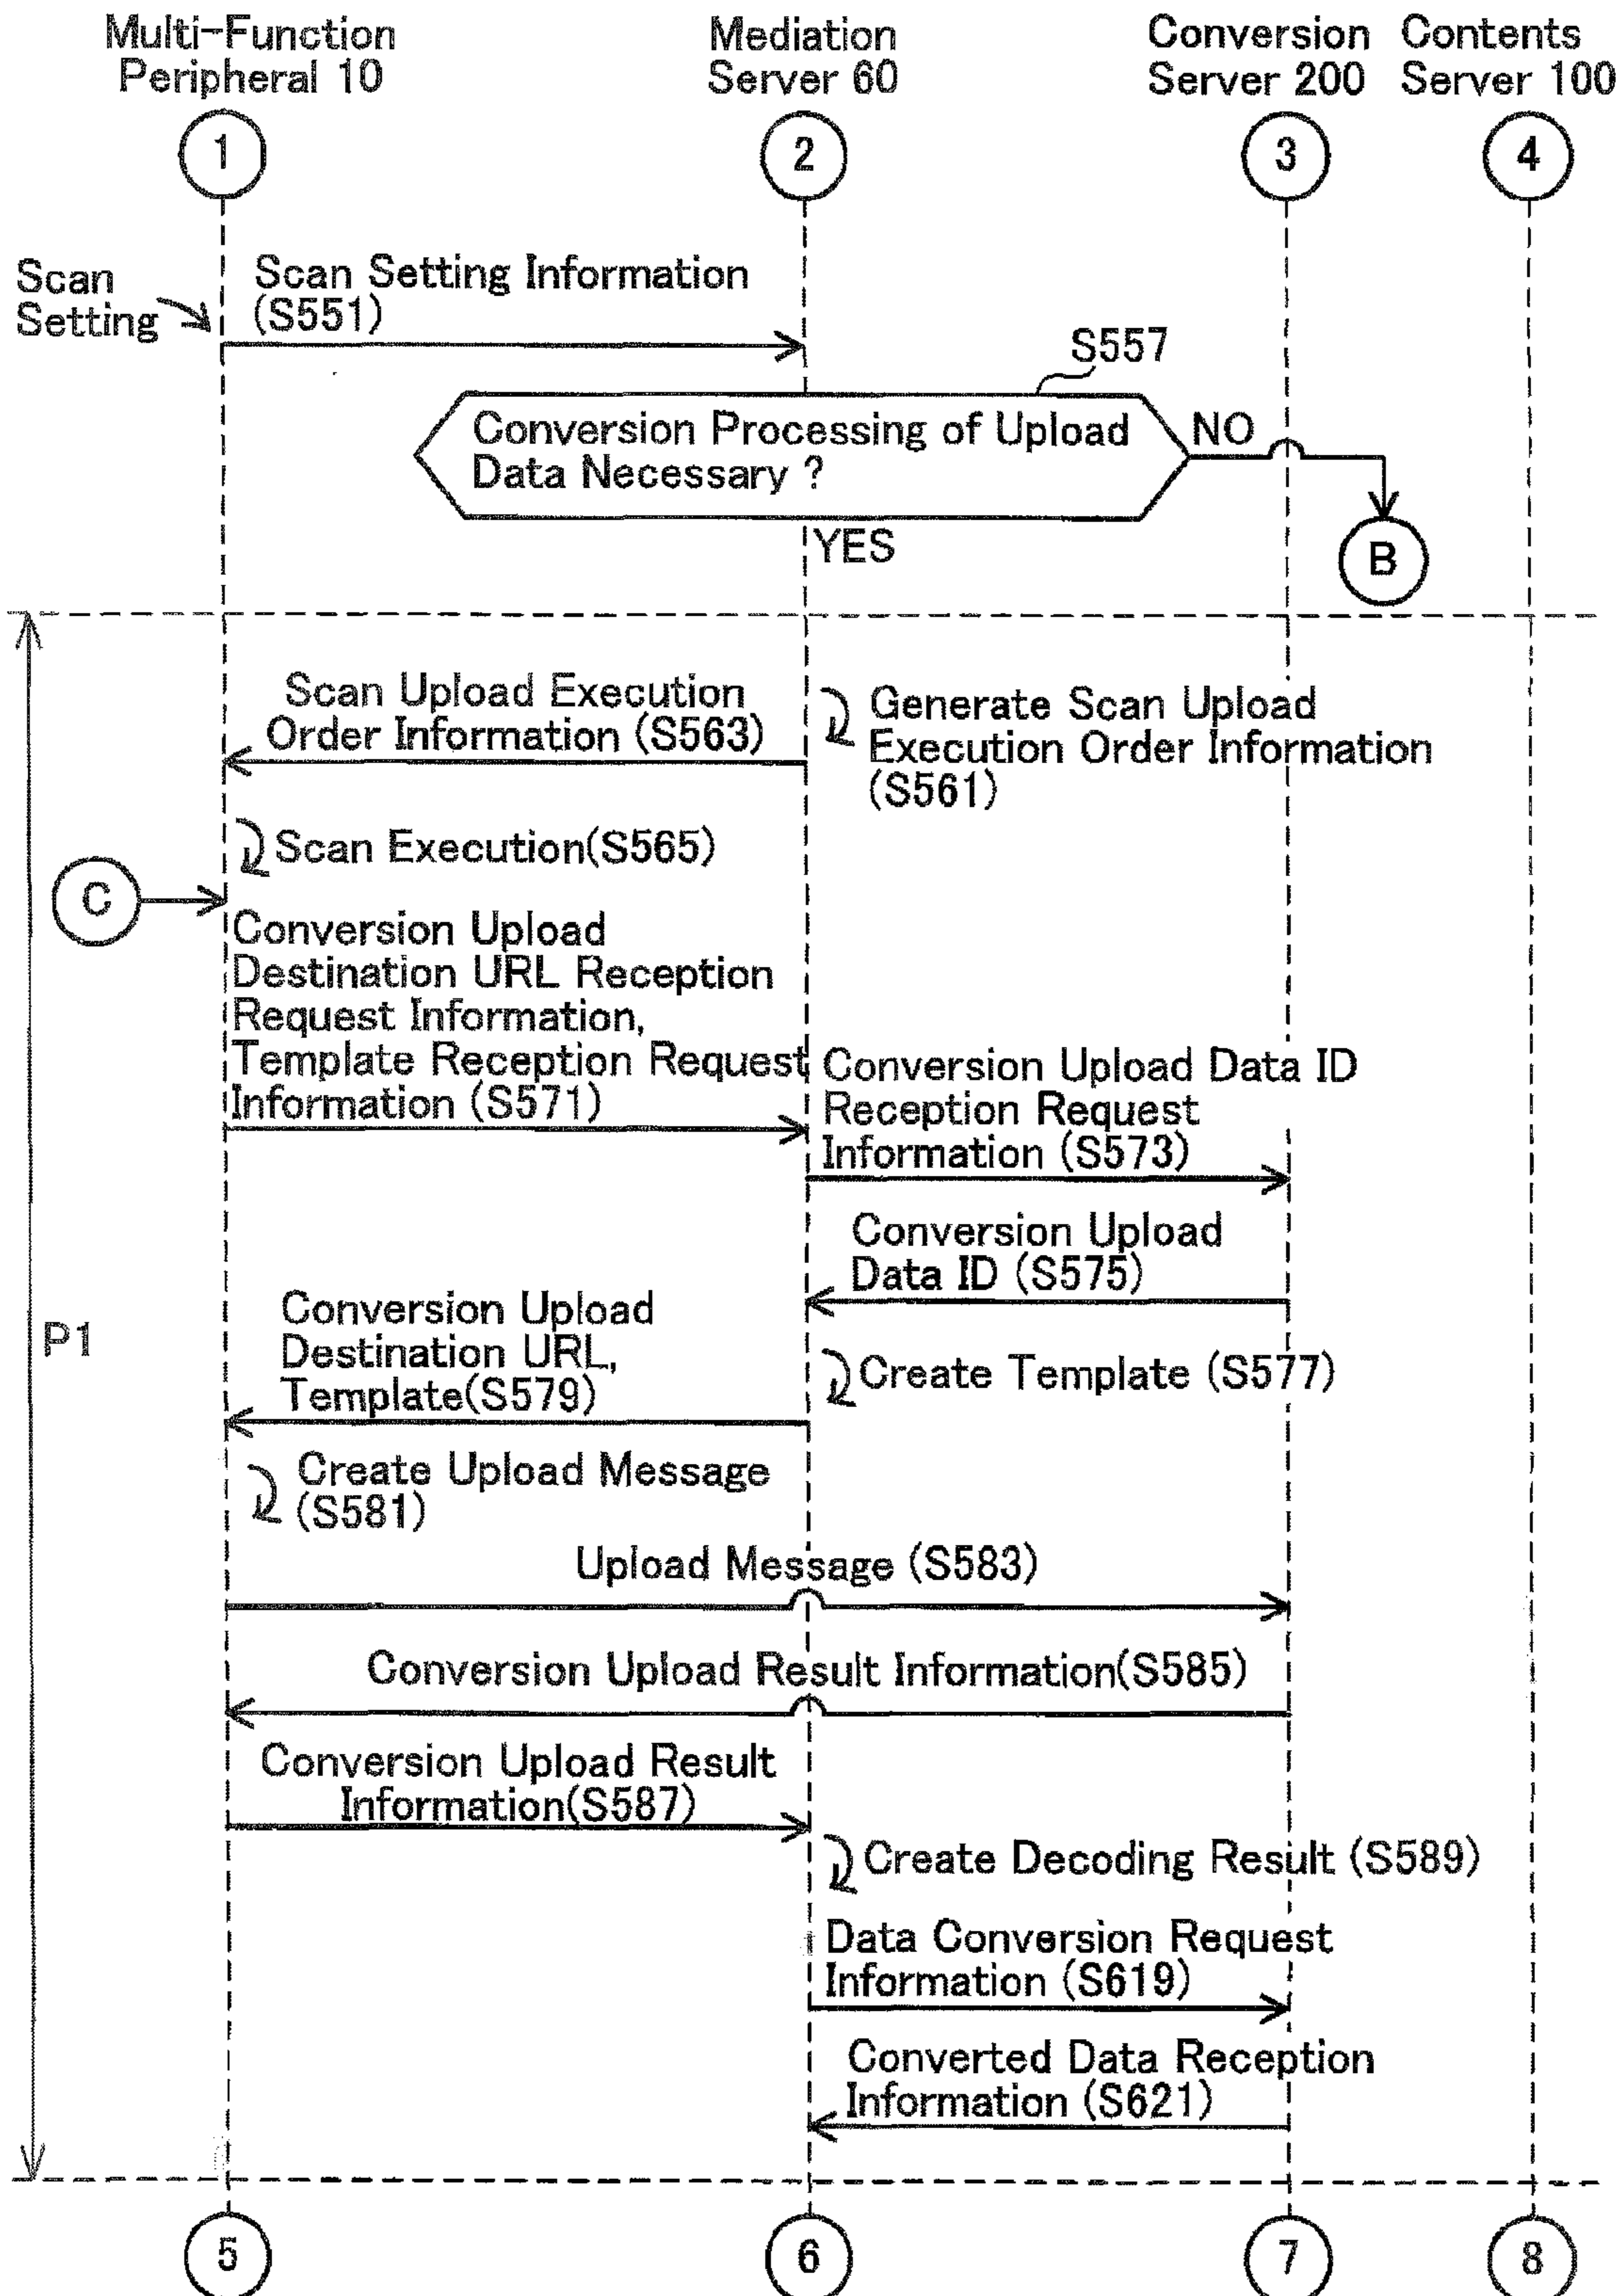 Multi-Function
Peripheral 10
Mediation
Server 60
Conversion
Server 200
Contents
Server 100
1
2
3
4
Scan
Setting
Scan Setting Information
(S551)
S557
Conversion Processing of Upload
Data Necessary ?
NO
YES
B
Scan Upload Execution
Order Information (S563)
Generate Scan Upload
Execution Order Information
(S561)
Scan Execution(S565)
C
Conversion Upload
Destination URL Reception
Request Information,
Template Reception Request
Information (S571)
Conversion Upload Data ID
Reception Request
Information (S573)
Conversion Upload
Data ID (S575)
P1
Conversion Upload
Destination URL,
Template(S579)
Create Template (S577)
Create Upload Message
(S581)
Upload Message (S583)
Conversion Upload Result Information(S585)
Conversion Upload Result
Information(S587)
Create Decoding Result (S589)
Data Conversion Request
Information (S619)
Converted Data Reception
Information (S621)
5
6
7
8